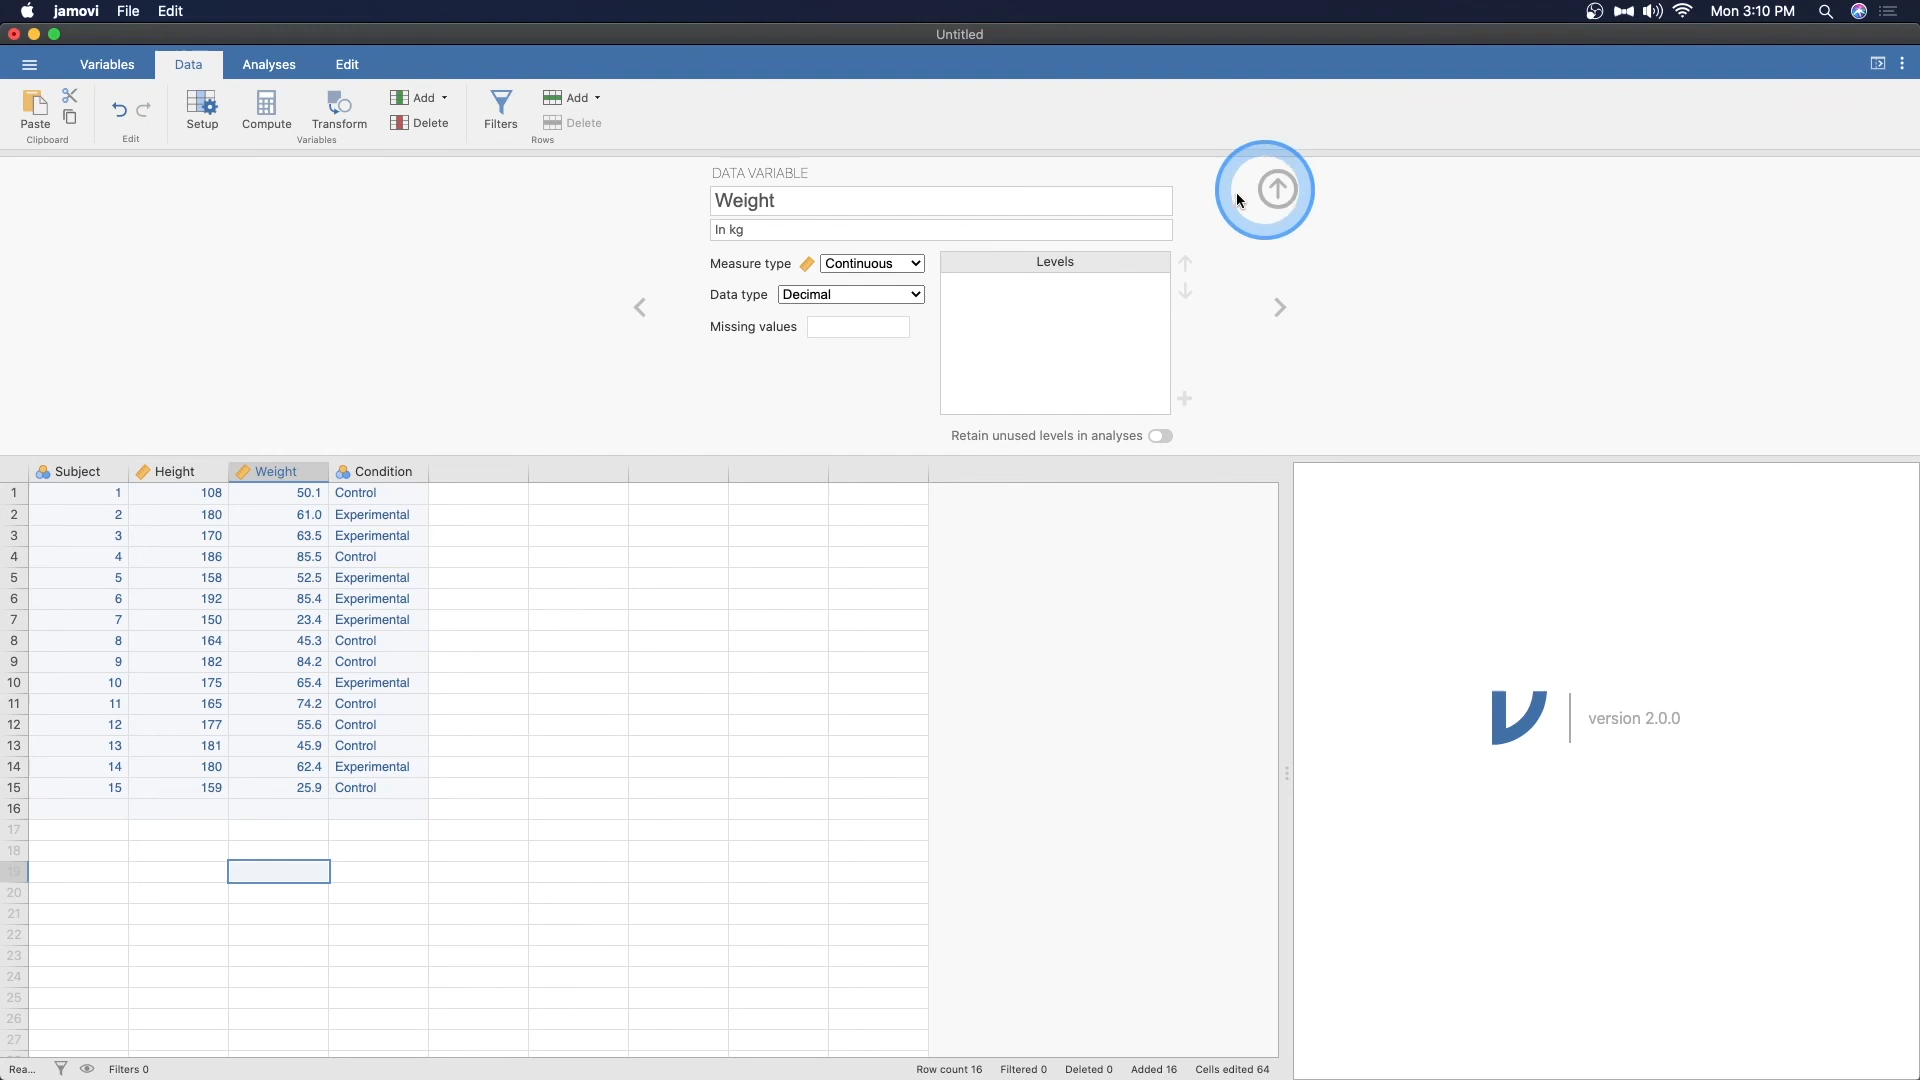 jamovi File Edit Mon 3:10 PM
Untitled
Variables Data Analyses Edit
Paste
Clipboard
Edit
Setup Compute Transform Add Delete
Variables
Filters Add Delete
Rows
DATA VARIABLE
Weight
In kg
Measure type Continuous
Data type Decimal
Missing values
Levels
Retain unused levels in analyses
Subject Height Weight Condition
1 1 108 50.1 Control
2 2 180 61.0 Experimental
3 3 170 63.5 Experimental
4 4 186 85.5 Control
5 5 158 52.5 Experimental
6 6 192 85.4 Experimental
7 7 150 23.4 Experimental
8 8 164 45.3 Control
9 9 182 84.2 Control
10 10 175 65.4 Experimental
11 11 165 74.2 Control
12 12 177 55.6 Control
13 13 181 45.9 Control
14 14 180 62.4 Experimental
15 15 159 25.9 Control
16
17
18
19
20
21
22
23
24
25
26
27
version 2.0.0
Rea... Filters 0 Row count 16 Filtered 0 Deleted 0 Added 16 Cells edited 64